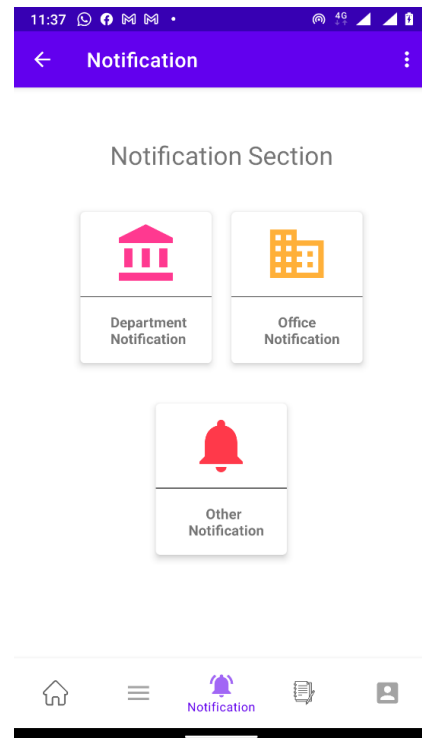 11:37
4G
Notification
Notification Section
Department
Notification
Office
Notification
Other
Notification
Notification